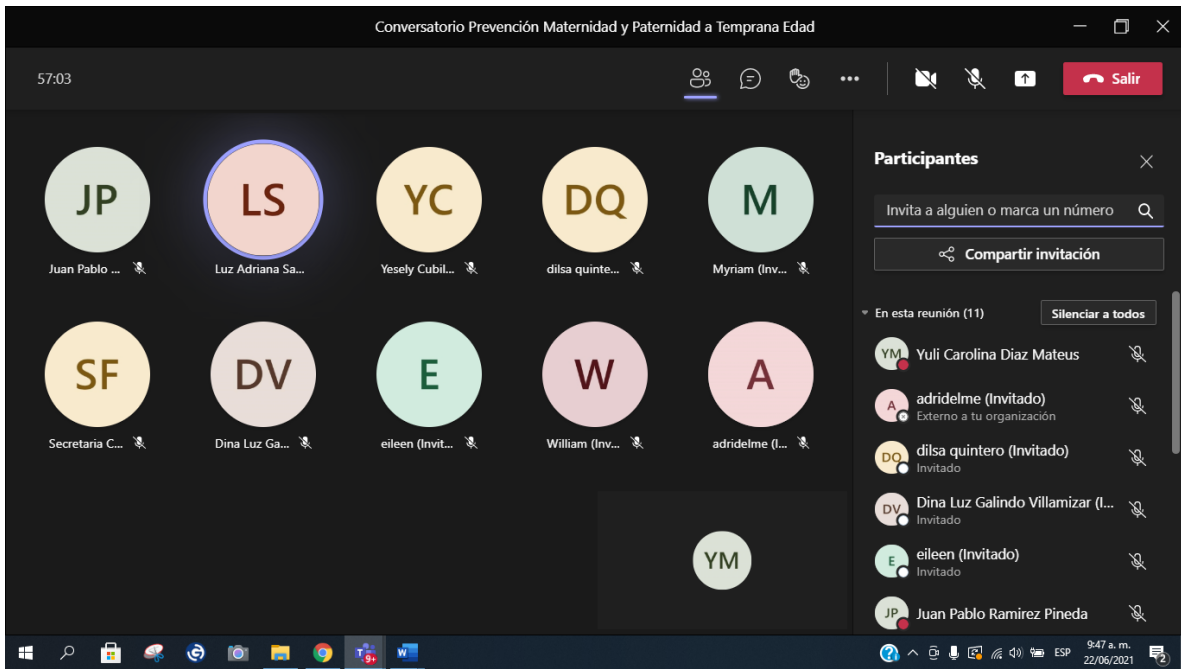 Conversatorio Prevención Maternidad y Paternidad a Temprana Edad
57:03
Salir
JP
LS
YC
DQ
M
Juan Pablo ...
Luz Adriana Sa...
Yesely Cubil...
dilsa quinte...
Myriam (Inv...
SF
DV
E
W
A
Secretaria C...
Dina Luz Ga...
eileen (Invit...
William (Inv...
adridelme (I...
YM
Participantes
Invita a alguien o marca un número
Compartir invitación
En esta reunión (11)
Silenciar a todos
YM
Yuli Carolina Diaz Mateus
A
adridelme (Invitado)
Externo a tu organización
DQ
dilsa quintero (Invitado)
Invitado
DV
Dina Luz Galindo Villamizar (I...
Invitado
E
eileen (Invitado)
Invitado
JP
Juan Pablo Ramirez Pineda
9+
ESP
9:47 a. m.
22/06/2021
2